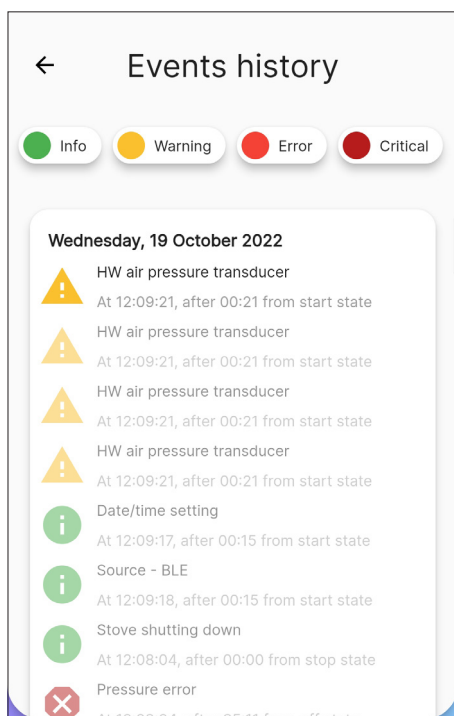 Events history
Info
Warning
Error
Critical
Wednesday, 19 October 2022
HW air pressure transducer
At 12:09:21, after 00:21 from start state
HW air pressure transducer
At 12:09:21, after 00:21 from start state
HW air pressure transducer
At 12:09:21, after 00:21 from start state
HW air pressure transducer
At 12:09:21, after 00:21 from start state
Date/time setting
At 12:09:17, after 00:15 from start state
Source - BLE
At 12:09:18, after 00:15 from start state
Stove shutting down
At 12:08:04, after 00:00 from stop state
Pressure error